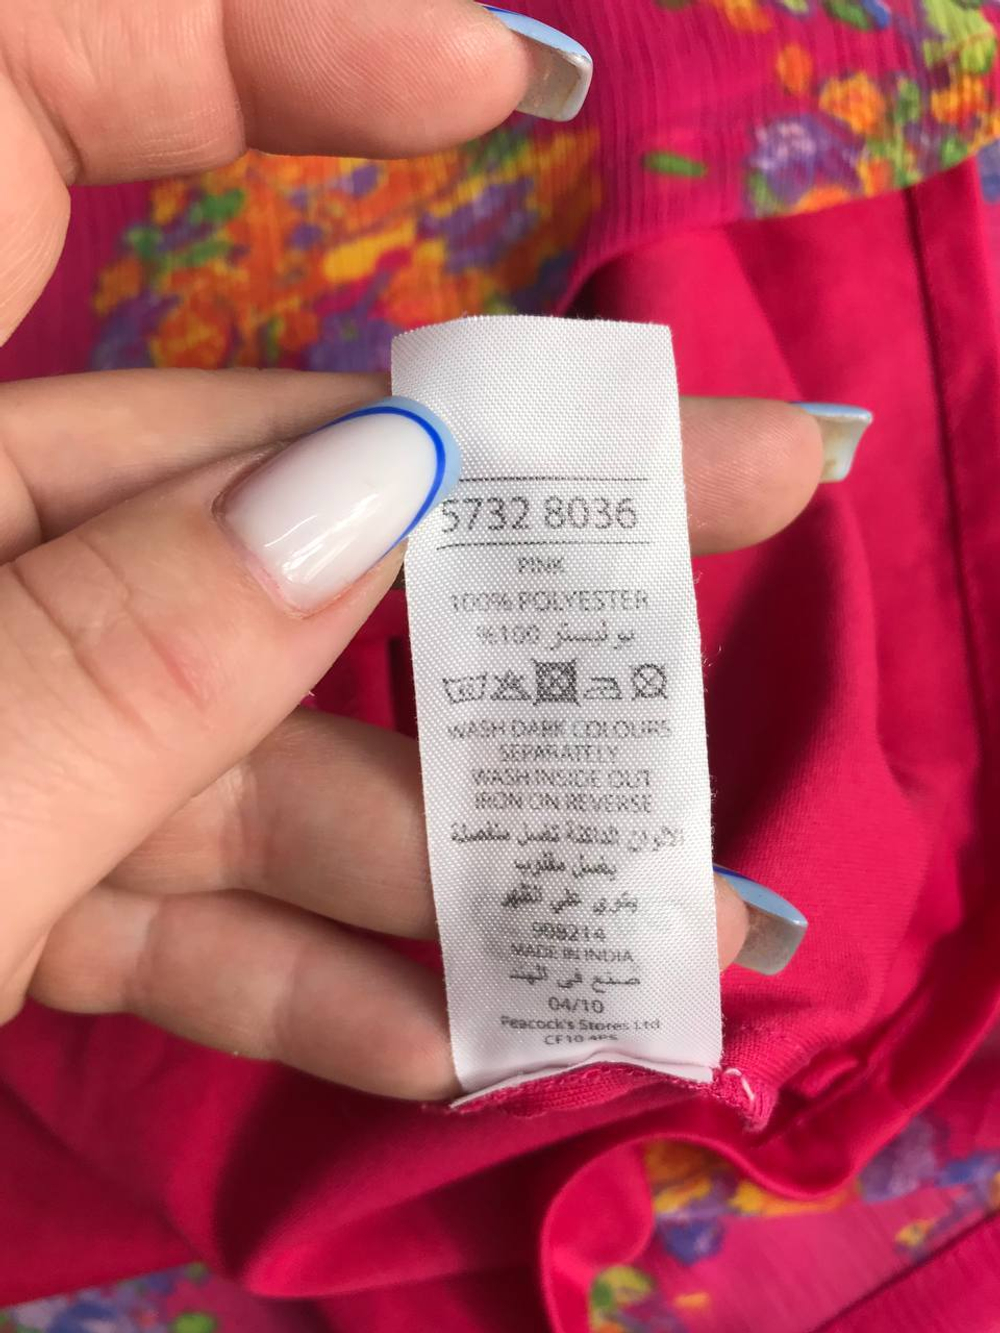 5732 8036
PINK
100% POLYESTER
%100 بوليستر
WASH DARK COLOURS
SEPARATELY
WASH INSIDE OUT
IRON ON REVERSE
الالوان الداكنة تغسل منفصلة
يغسل مقلوب
يكوى على الظهر
908214
MADE IN INDIA
صنع في الهند
04/10
Peacock's Stores Ltd
CF10 4PS